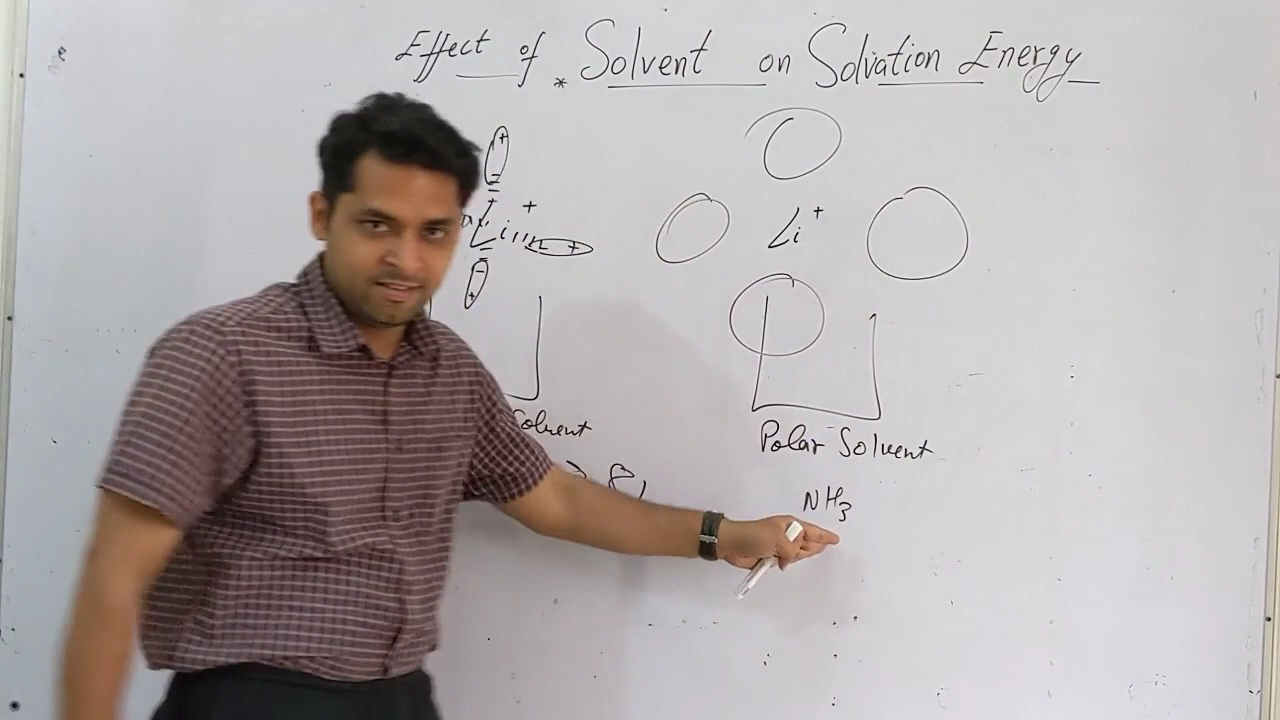 Effect of * Solvent on Solvation Energy
+
Li +
+
+
Li +
Solvent
Polar Solvent
NH3